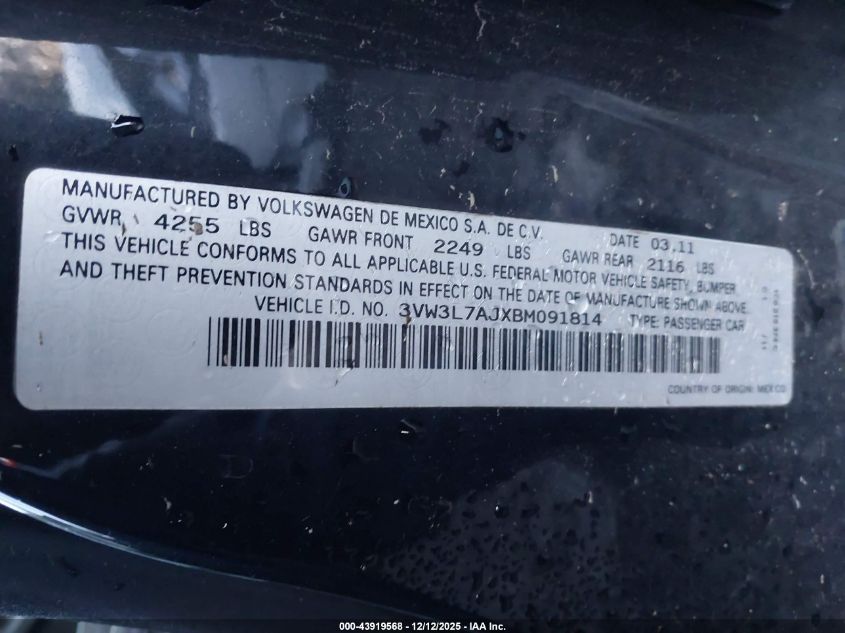 MANUFACTURED BY VOLKSWAGEN DE MEXICO S.A. DE C.V. DATE 03.11
GVWR 4255 LBS GAWR FRONT 2249 LBS GAWR REAR 2116 LBS
THIS VEHICLE CONFORMS TO ALL APPLICABLE U.S. FEDERAL MOTOR VEHICLE SAFETY, BUMPER
AND THEFT PREVENTION STANDARDS IN EFFECT ON THE DATE OF MANUFACTURE SHOWN ABOVE.
VEHICLE I.D. NO. 3VW3L7AJXBM091814 TYPE: PASSENGER CAR
COUNTRY OF ORIGIN: MEXICO
000-43919568 - 12/12/2025 - IAA Inc.